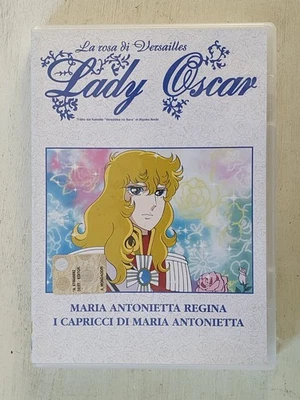 La rosa di Versailles
Lady Oscar
MARIA ANTONIETTA REGINA
I CAPRICCI DI MARIA ANTONIETTA